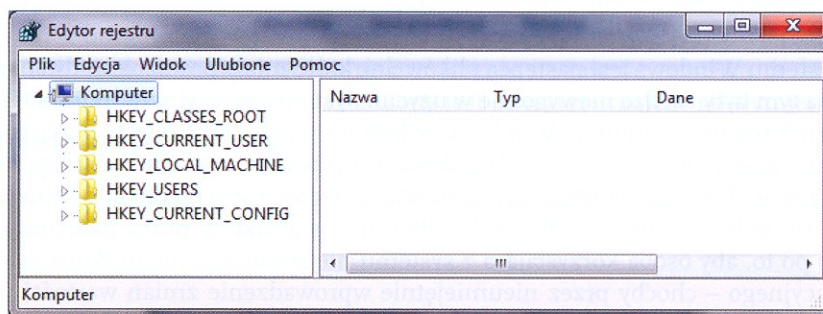 Edytor rejestru
Plik Edycja Widok Ulubione Pomoc
Komputer
HKEY_CLASSES_ROOT
HKEY_CURRENT_USER
HKEY_LOCAL_MACHINE
HKEY_USERS
HKEY_CURRENT_CONFIG
Nazwa Typ Dane
Komputer